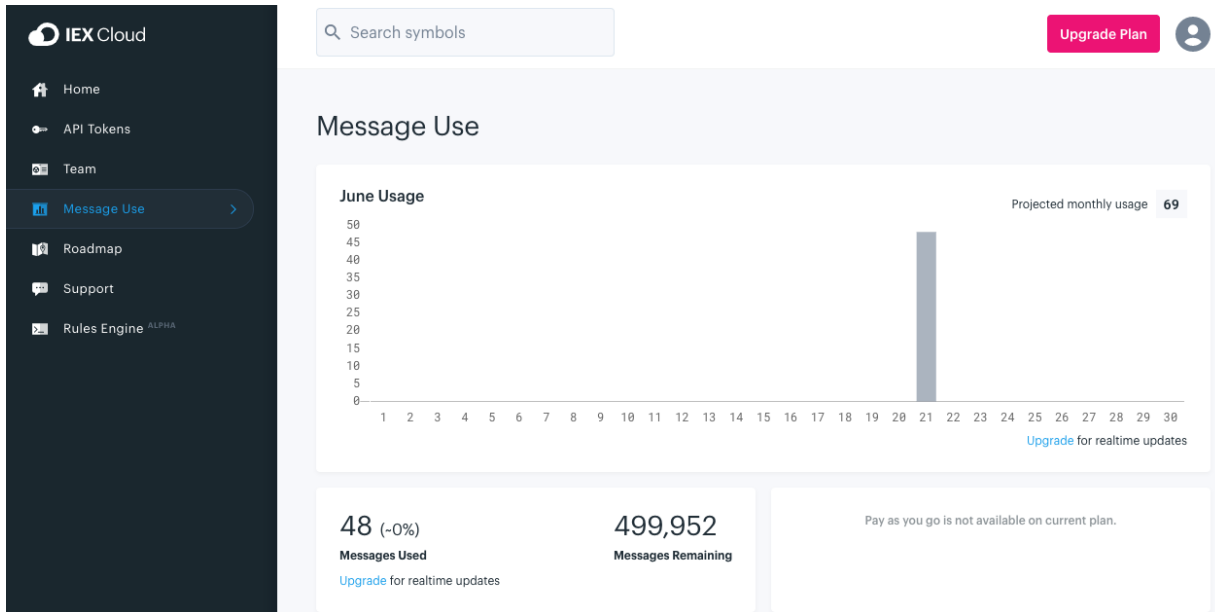 IEX Cloud
Search symbols
Upgrade Plan
Home
API Tokens
Team
Message Use
Roadmap
Support
Rules Engine ALPHA
Message Use
June Usage
Projected monthly usage 69
50
45
40
35
30
25
20
15
10
5
0
1 2 3 4 5 6 7 8 9 10 11 12 13 14 15 16 17 18 19 20 21 22 23 24 25 26 27 28 29 30
Upgrade for realtime updates
48 (~0%)
Messages Used
Upgrade for realtime updates
499,952
Messages Remaining
Pay as you go is not available on current plan.